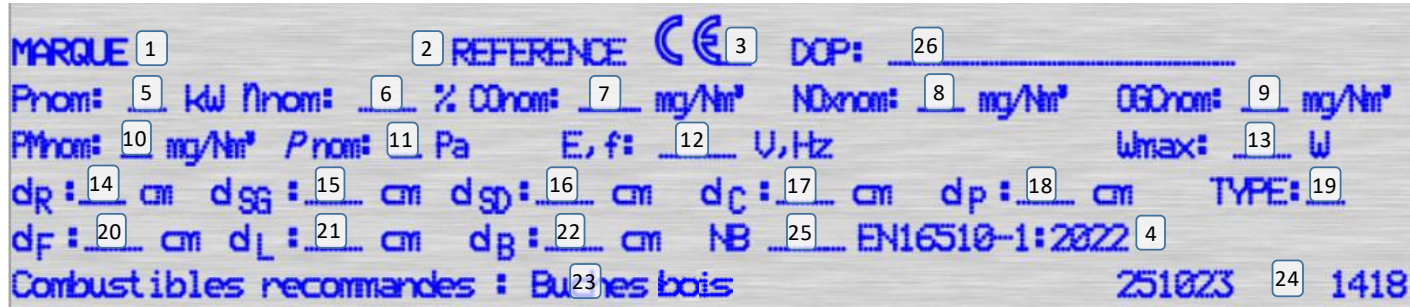 MARQUE 1 2 REFERENCE CE 3 DOP: 26
Pnom: 5 kW ηnom: 6 % COnom: 7 mg/Nm³ NOxnom: 8 mg/Nm³ OGCnom: 9 mg/Nm³
PMnom: 10 mg/Nm³ Pnom: 11 Pa E,f: 12 V,Hz Wmax: 13 W
dR : 14 cm dSG : 15 cm dSD : 16 cm dC : 17 cm dP : 18 cm TYPE: 19
dF : 20 cm dL : 21 cm dB : 22 cm NB 25 EN16510-1:2022 4
Combustibles recommandes : Bu 23 hes bois 251023 24 1418